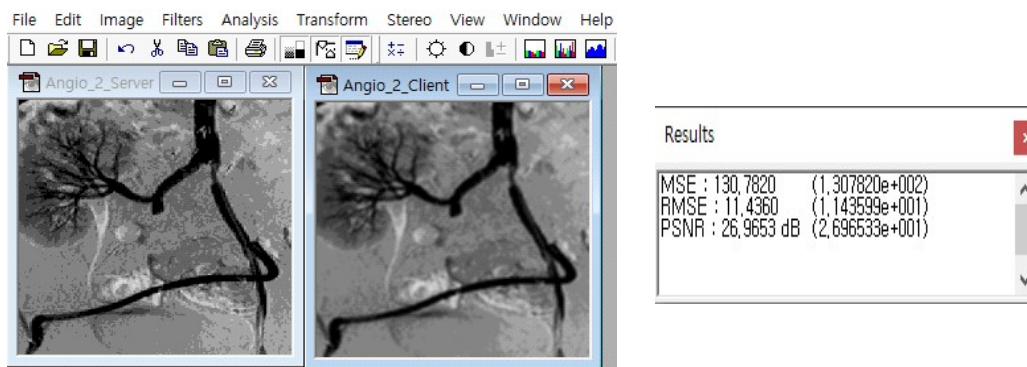 File Edit Image Filters Analysis Transform Stereo View Window Help
Angio_2_Server
Angio_2_Client
Results
MSE : 130,7820 (1,307820e+002)
RMSE : 11,4360 (1,143599e+001)
PSNR : 26,9653 dB (2,696533e+001)